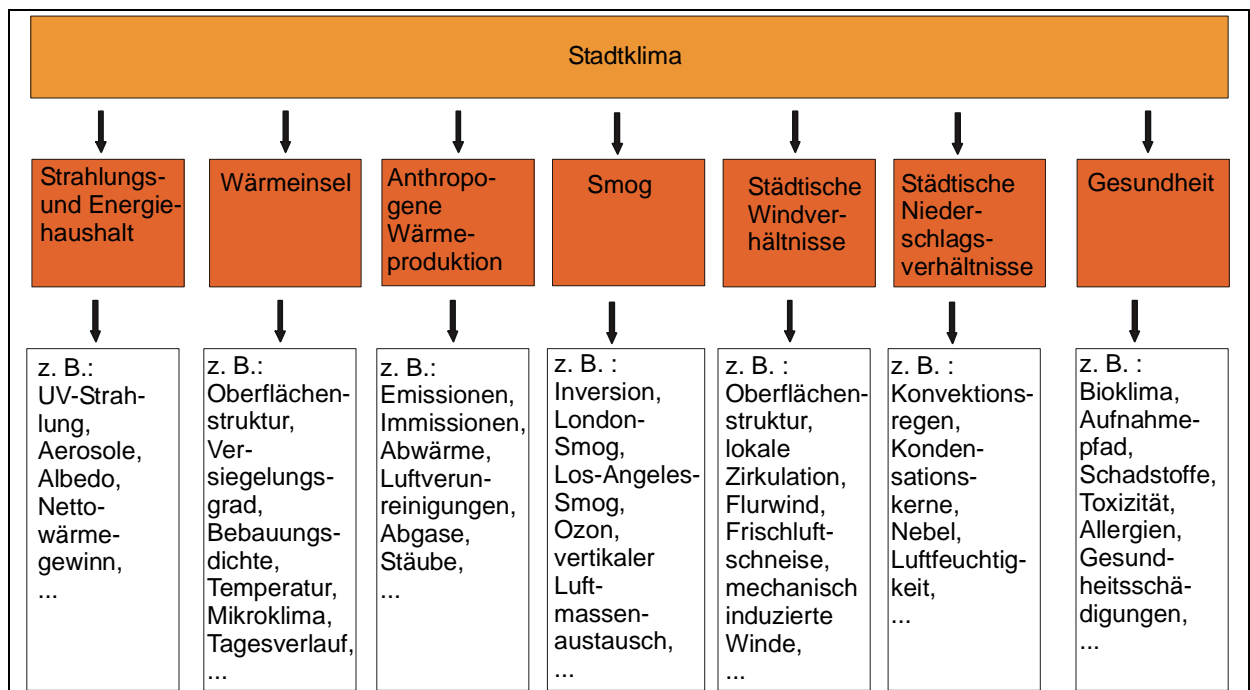 Stadtklima
Strahlungs-
und Energie-
haushalt
Wärmeinsel
Anthropo-
gene
Wärme-
produktion
Smog
Städtische
Windver-
hältnisse
Städtische
Nieder-
schlags-
verhältnisse
Gesundheit
z. B.:
UV-Strah-
lung,
Aerosole,
Albedo,
Netto-
wärme-
gewinn,
...
z. B.:
Oberflächen-
struktur,
Ver-
siegelungs-
grad,
Bebauungs-
dichte,
Temperatur,
Mikroklima,
Tagesverlauf,
...
z. B.:
Emissionen,
Immissionen,
Abwärme,
Luftverun-
reinigungen,
Abgase,
Stäube,
...
z. B. :
Inversion,
London-
Smog,
Los-Angeles-
Smog,
Ozon,
vertikaler
Luft-
massen-
austausch,
...
z. B. :
Oberflächen-
struktur,
lokale
Zirkulation,
Flurwind,
Frischluft-
schneise,
mechanisch
induzierte
Winde,
...
z. B. :
Konvektions-
regen,
Konden-
sations-
kerne,
Nebel,
Luftfeuchtig-
keit,
...
z. B. :
Bioklima,
Aufnahme-
pfad,
Schadstoffe,
Toxizität,
Allergien,
Gesund-
heitsschä-
digungen,
...